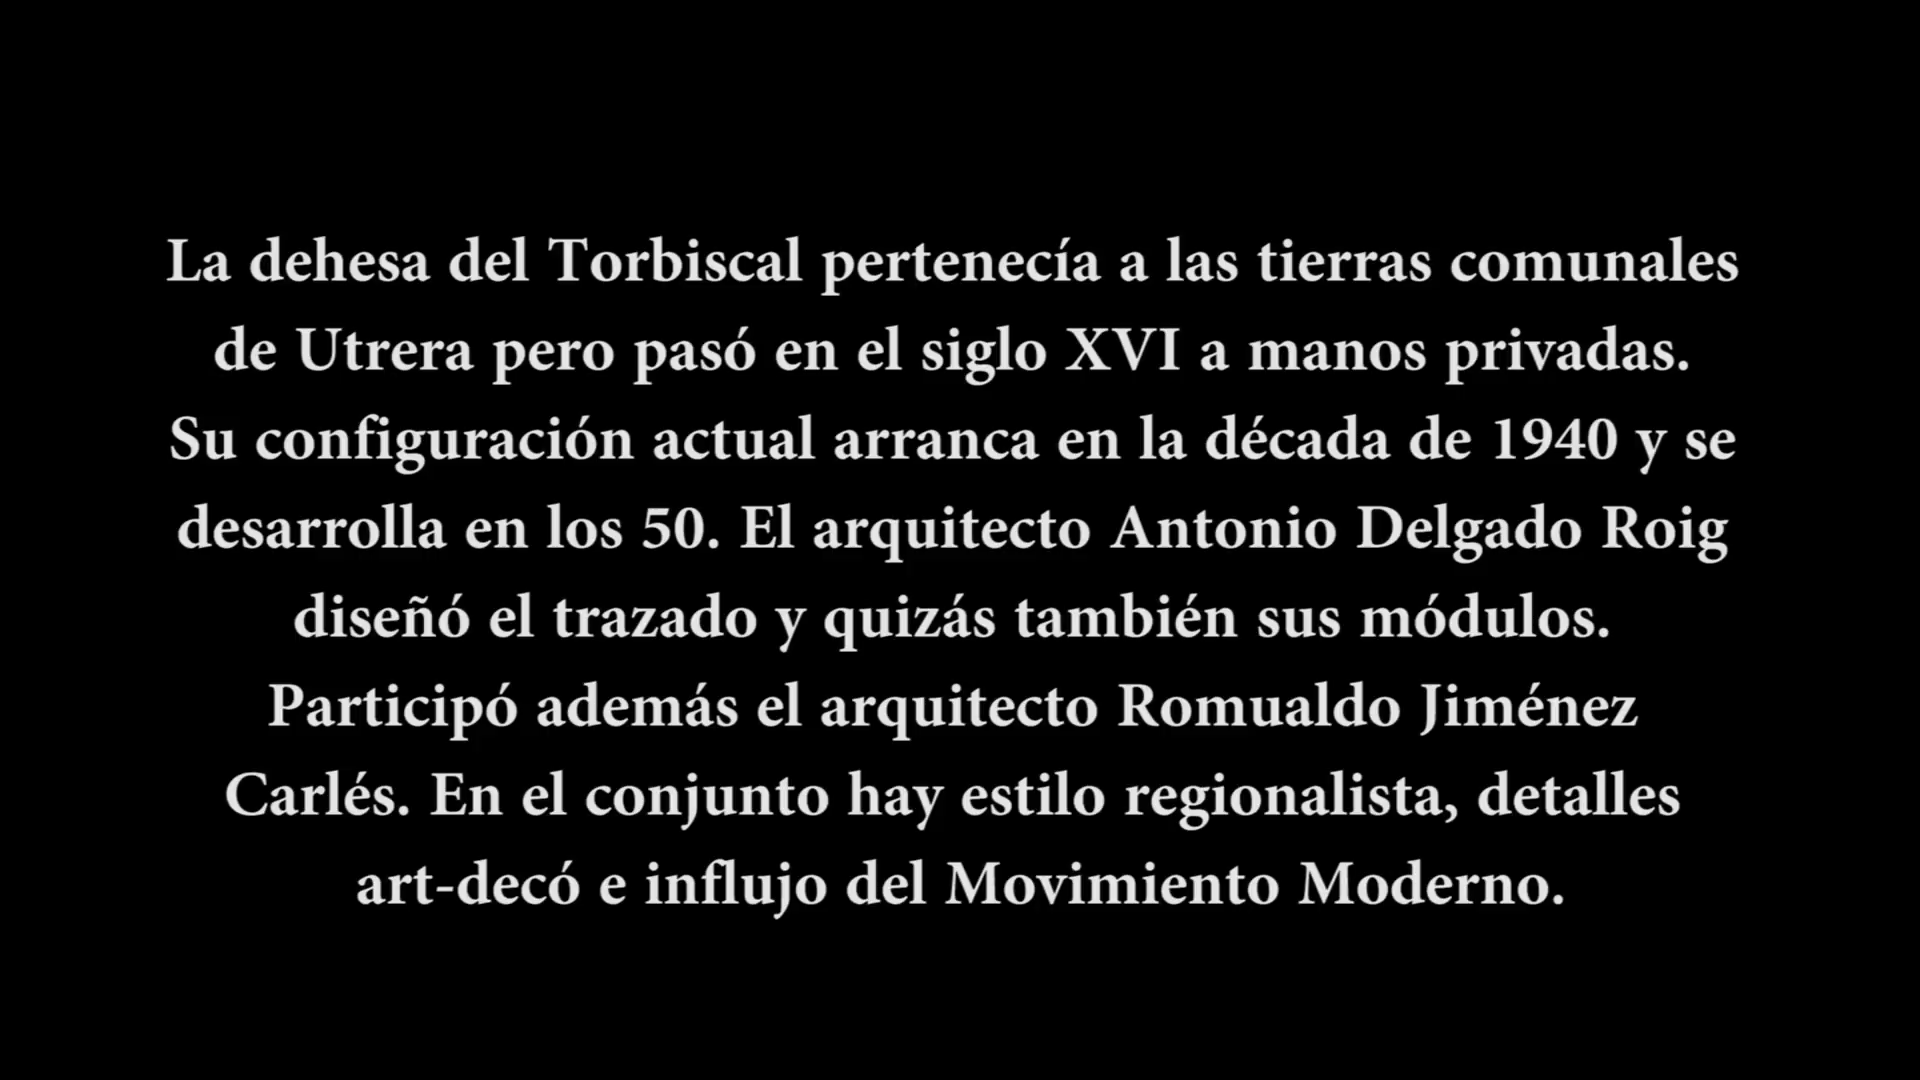 La dehesa del Torbiscal pertenecía a las tierras comunales
de Utrera pero pasó en el siglo XVI a manos privadas.
Su configuración actual arranca en la década de 1940 y se
desarrolla en los 50. El arquitecto Antonio Delgado Roig
diseñó el trazado y quizás también sus módulos.
Participó además el arquitecto Romualdo Jiménez
Carlés. En el conjunto hay estilo regionalista, detalles
art-decó e influjo del Movimiento Moderno.